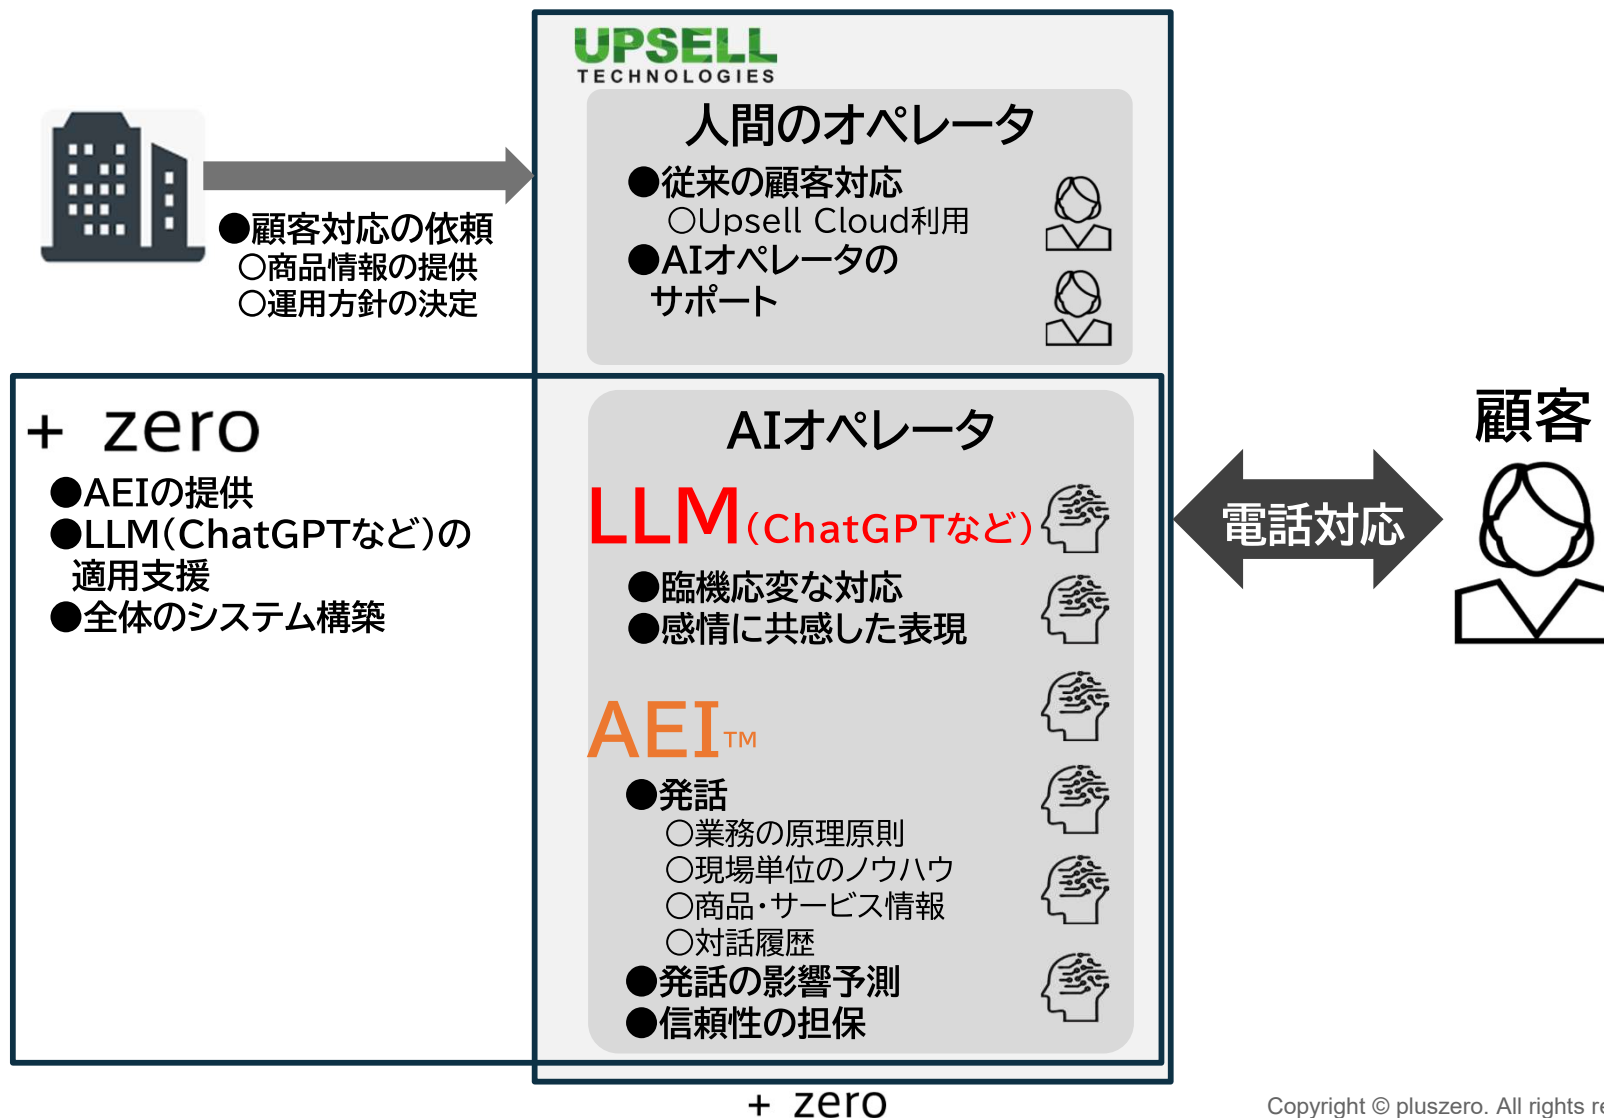 UPSELL
TECHNOLOGIES
人間のオペレータ
●従来の顧客対応
○Upsell Cloud利用
●AIオペレータの
サポート
●顧客対応の依頼
○商品情報の提供
○運用方針の決定
+ zero
●AEIの提供
●LLM(ChatGPTなど)の
適用支援
●全体のシステム構築
AIオペレータ
LLM(ChatGPTなど)
●臨機応変な対応
●感情に共感した表現
AEI™
●発話
○業務の原理原則
○現場単位のノウハウ
○商品・サービス情報
○対話履歴
●発話の影響予測
●信頼性の担保
電話対応
顧客
+ zero
Copyright © pluszero. All rights re